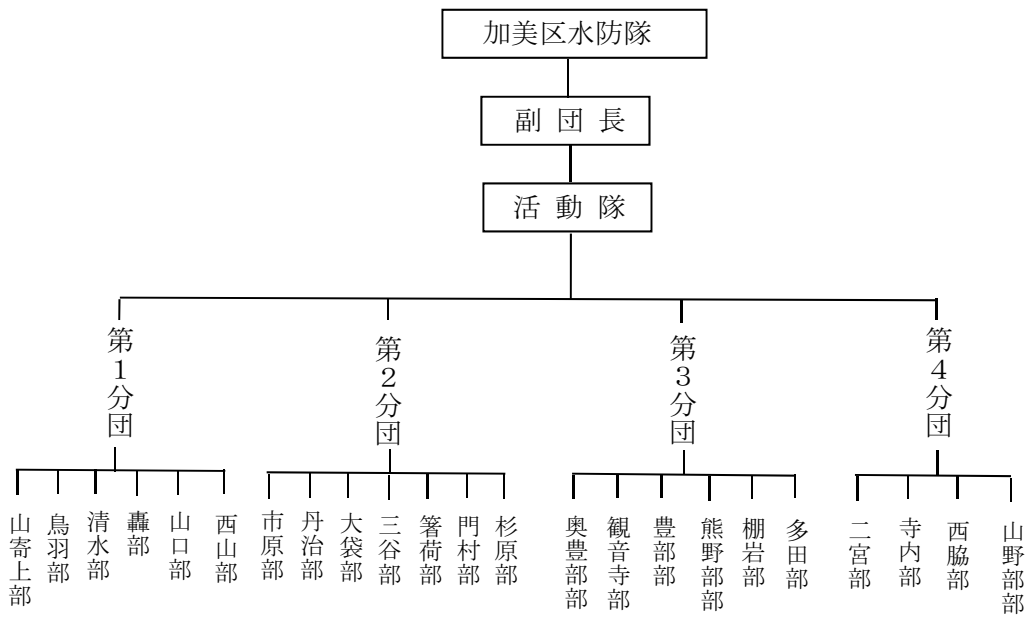 加美区水防隊
副団長
活動隊
第1分団
第2分団
第3分団
第4分団
山寄上部
鳥羽部
清水部
轟部
山口部
西山部
市原部
丹治部
大袋部
三谷部
箸荷部
門村部
杉原部
奥豊部部
観音寺部
豊部部
熊野部部
棚岩部
多田部
二宮部
寺内部
西脇部
山野部部